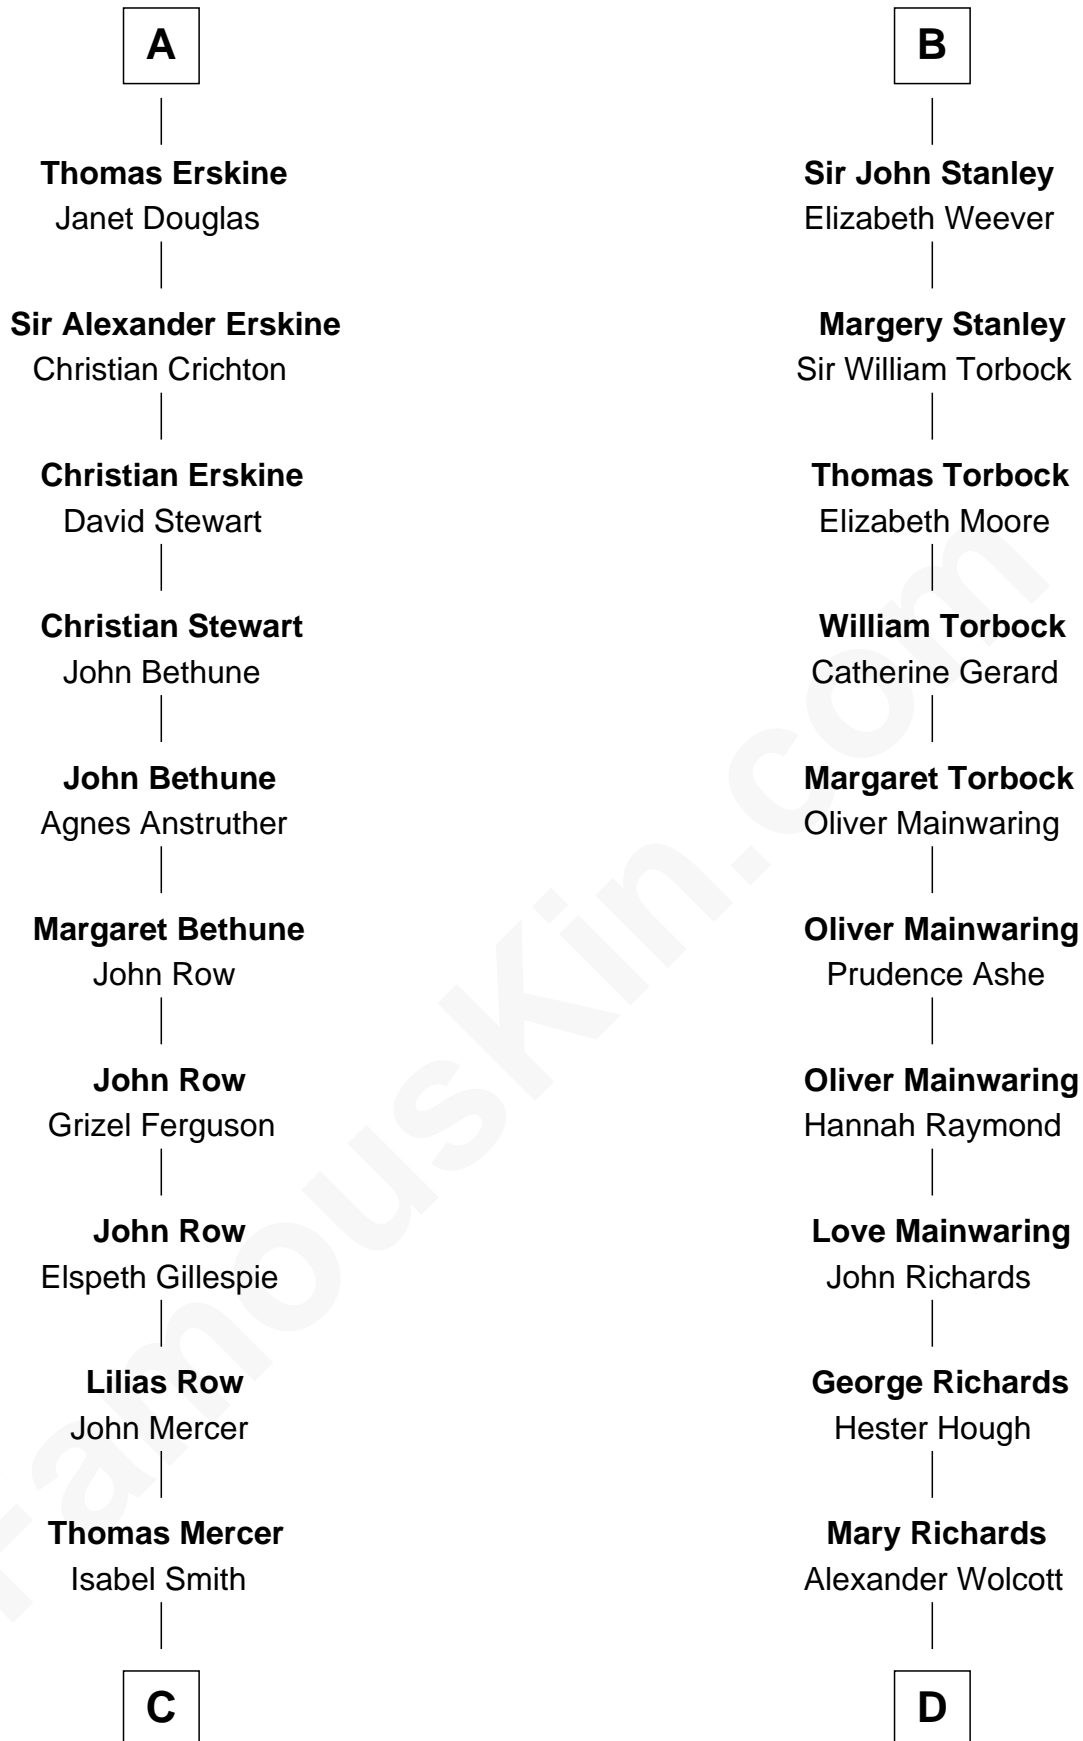 A
Thomas Erskine
Janet Douglas
Sir Alexander Erskine
Christian Crichton
Christian Erskine
David Stewart
Christian Stewart
John Bethune
John Bethune
Agnes Anstruther
Margaret Bethune
John Row
John Row
Grizel Ferguson
John Row
Elspeth Gillespie
Lilias Row
John Mercer
Thomas Mercer
Isabel Smith
C
B
Sir John Stanley
Elizabeth Weever
Margery Stanley
Sir William Torbock
Thomas Torbock
Elizabeth Moore
William Torbock
Catherine Gerard
Margaret Torbock
Oliver Mainwaring
Oliver Mainwaring
Prudence Ashe
Oliver Mainwaring
Hannah Raymond
Love Mainwaring
John Richards
George Richards
Hester Hough
Mary Richards
Alexander Wolcott
D
FamousKin.com